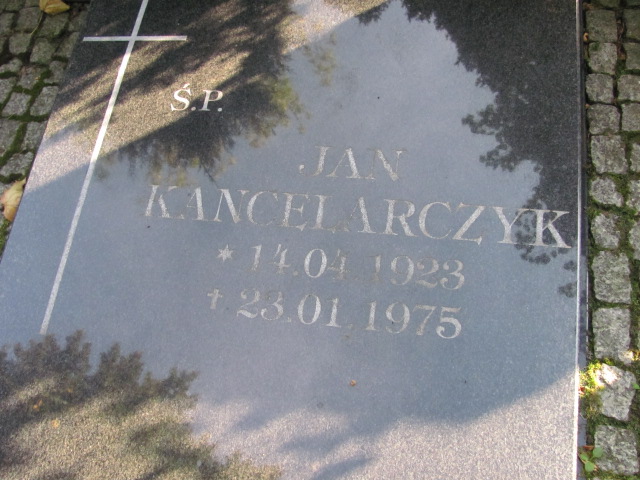 Ś.P.
JAN
KANCELARCZYK
* 14.04.1923
✝ 23.01.1975